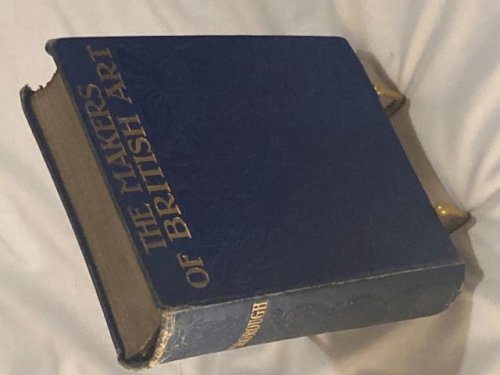 THE MAKERS
OF BRITISH ART